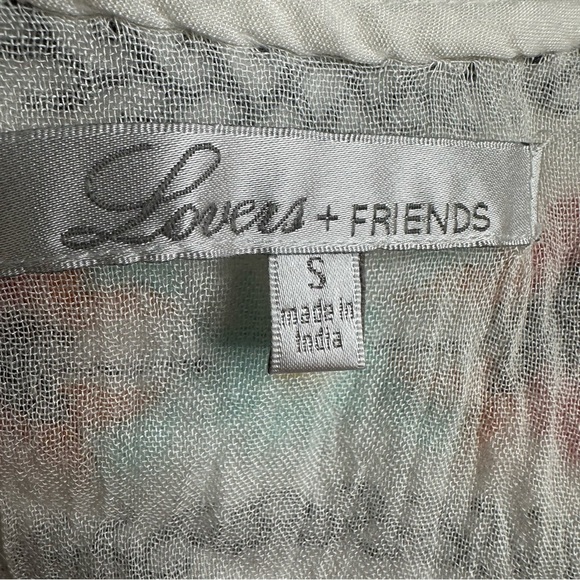 Lovers + FRIENDS
S
made in
India